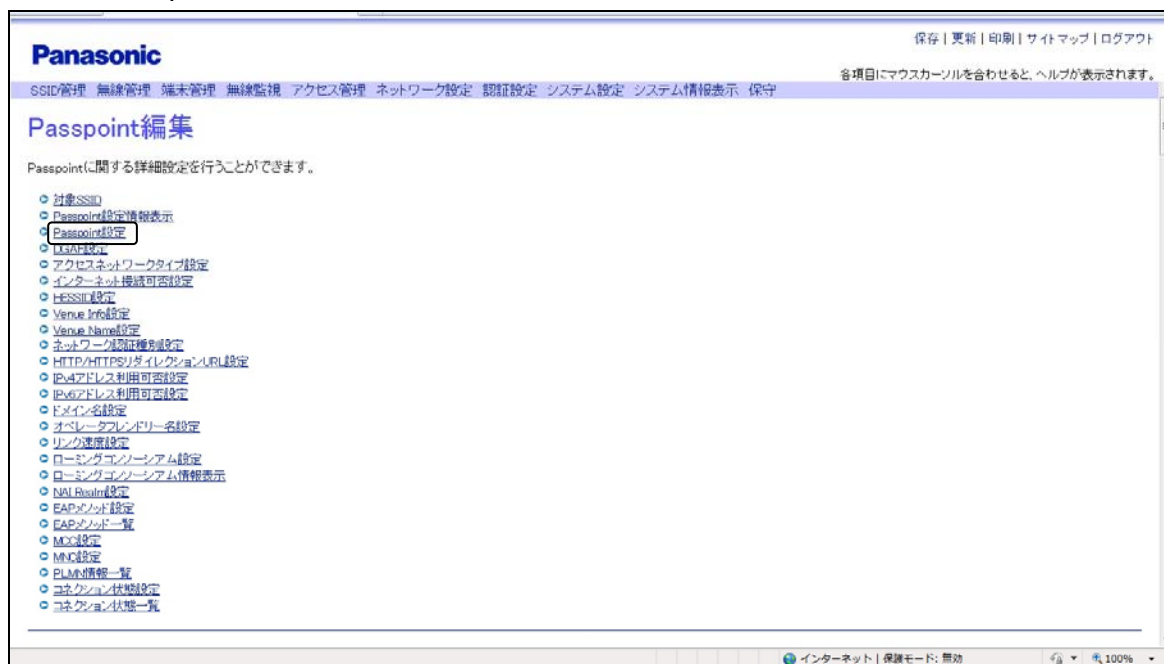 保存 | 更新 | 印刷 | サイトマップ | ログアウト
Panasonic
各項目にマウスカーソルを合わせると、ヘルプが表示されます。
SSID管理 無線管理 端末管理 無線監視 アクセス管理 ネットワーク設定 認証設定 システム設定 システム情報表示 保守
Passpoint編集
Passpointに関する詳細設定を行うことができます。
対象SSID
Passpoint設定情報表示
Passpoint設定
DGAF設定
アクセスネットワークタイプ設定
インターネット接続可否設定
HESSID設定
Venue Info設定
Venue Name設定
ネットワーク認証種別設定
HTTP/HTTPSリダイレクションURL設定
IPv4アドレス利用可否設定
IPv6アドレス利用可否設定
ドメイン名設定
オペレータフレンドリー名設定
リンク速度設定
ローミングコンソーシアム設定
ローミングコンソーシアム情報表示
NAI Realm設定
EAPメソッド設定
EAPメソッド一覧
MCC設定
MNC設定
PLMN情報一覧
コネクション状態設定
コネクション状態一覧
インターネット | 保護モード: 無効 100%